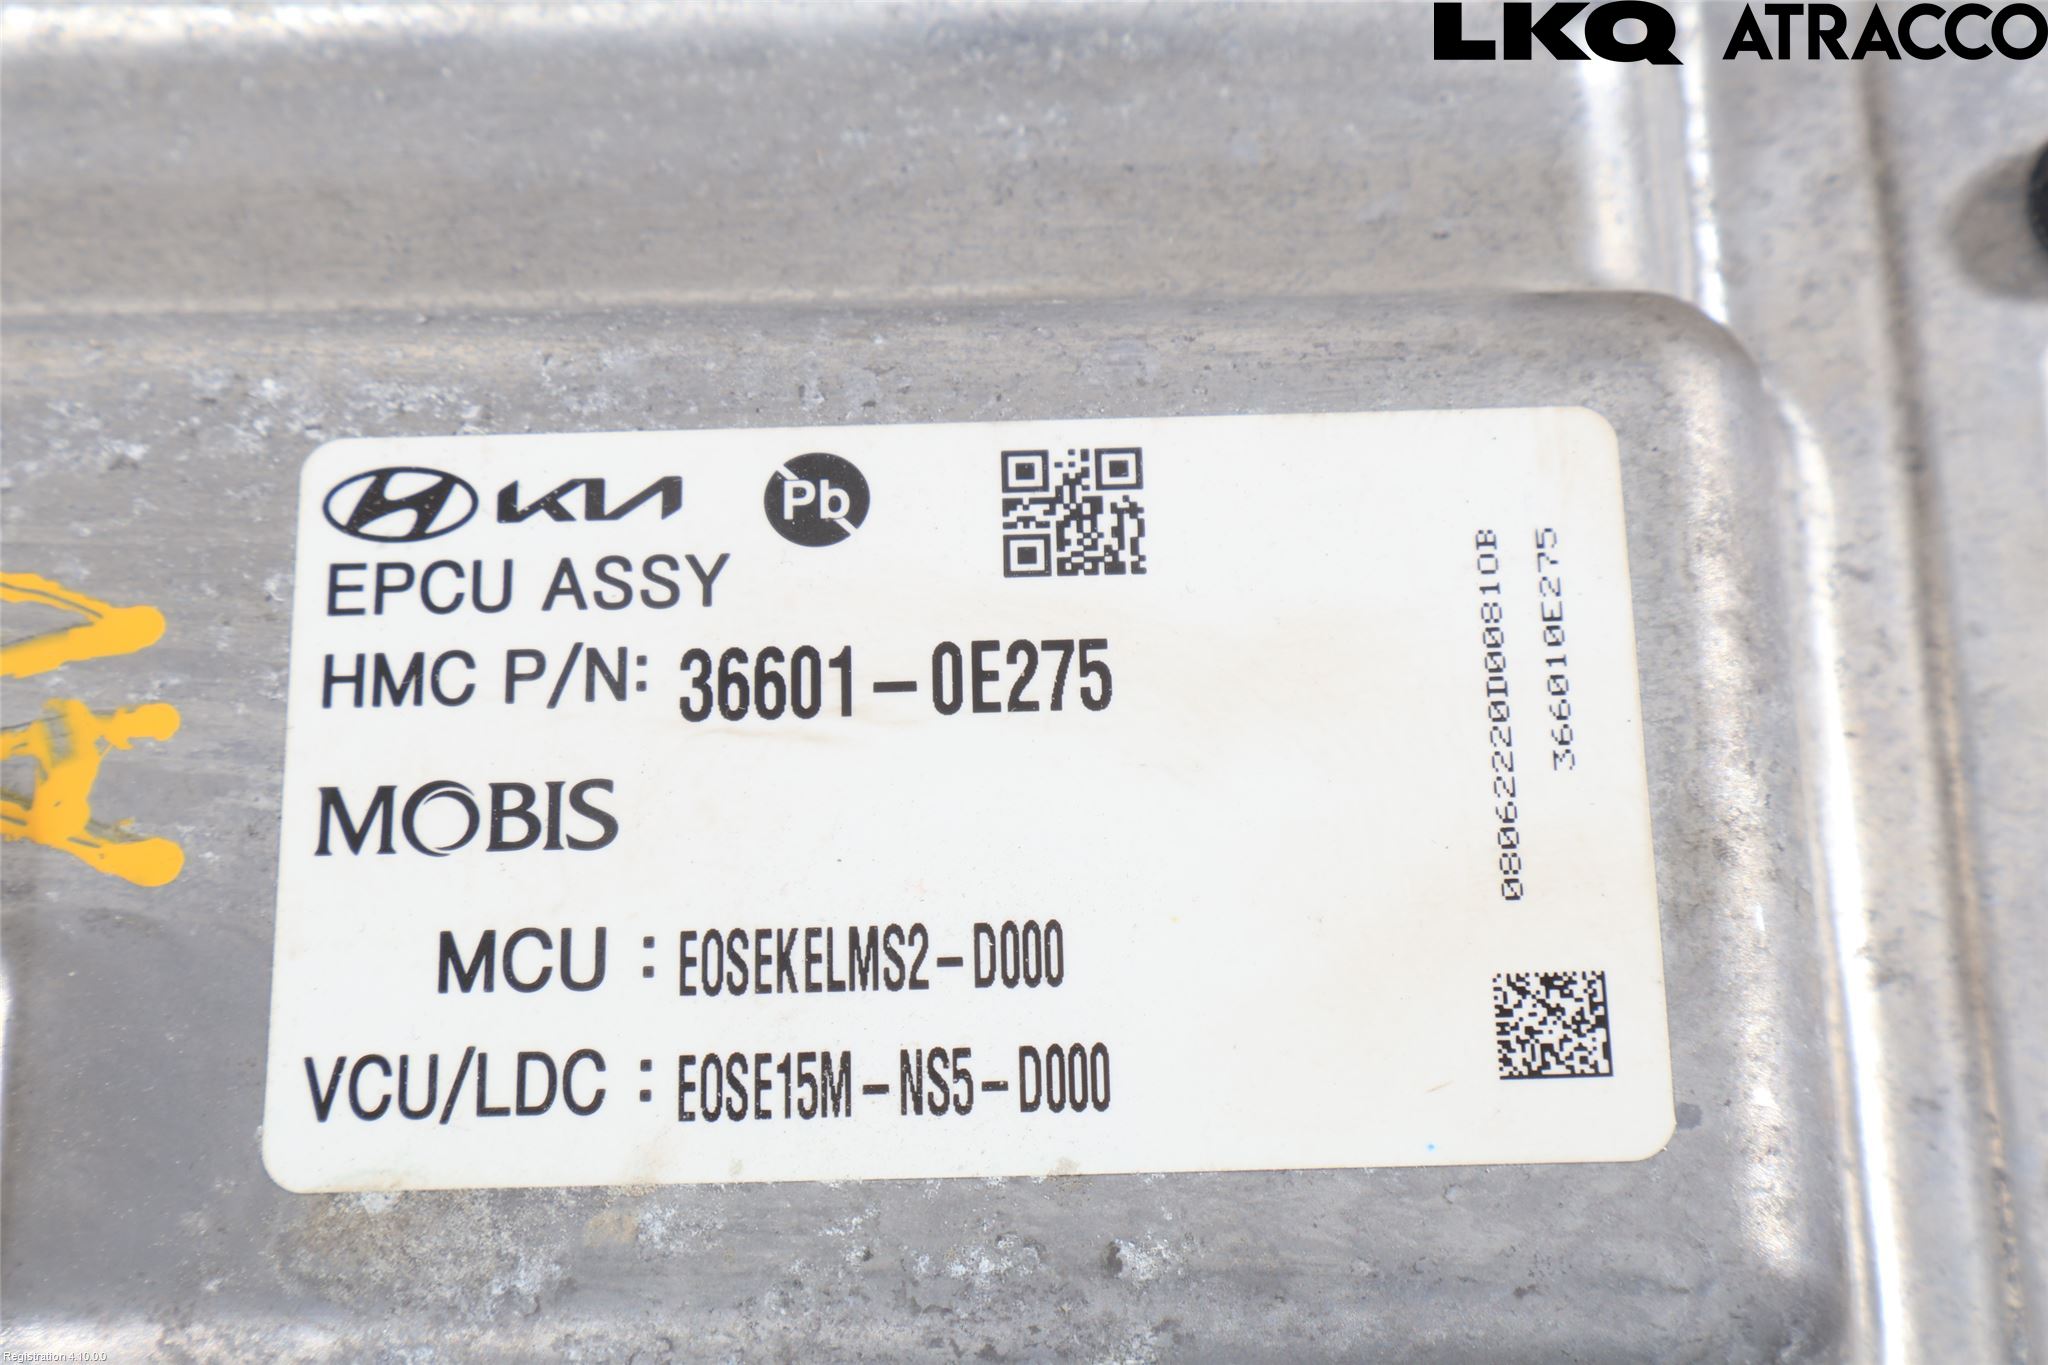 LKQ ATRACCO
KIA Pb
EPCU ASSY
HMC P/N: 36601-0E275
MOBIS
MCU : E0SEKELMS2-D000
VCU/LDC : E0SE15M-NS5-D000
08062220D00810B
366010E275
Registration 4.10.0.0